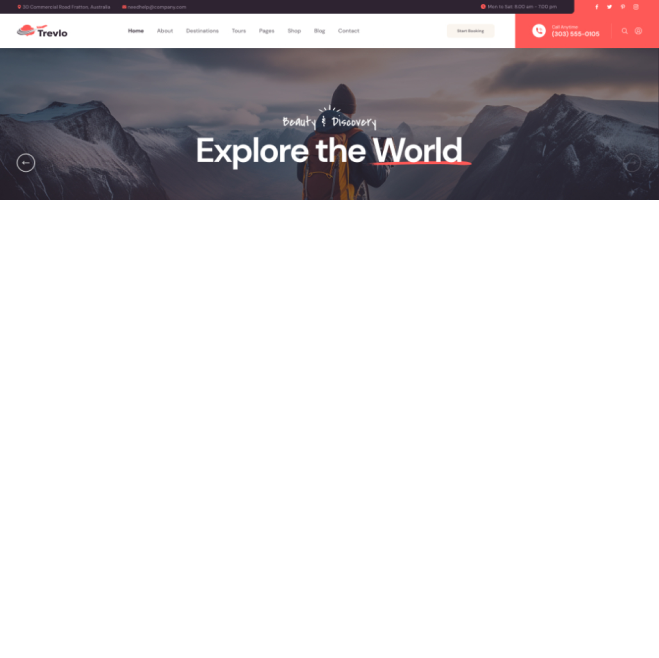 30 Commercial Road Fratton, Australia
needhelp@company.com
Mon to Sat: 8:00 am - 7:00 pm
Trevlo
Home
About
Destinations
Tours
Pages
Shop
Blog
Contact
Start Booking
Call Anytime
(303) 555-0105
Beauty & Discovery
Explore the World